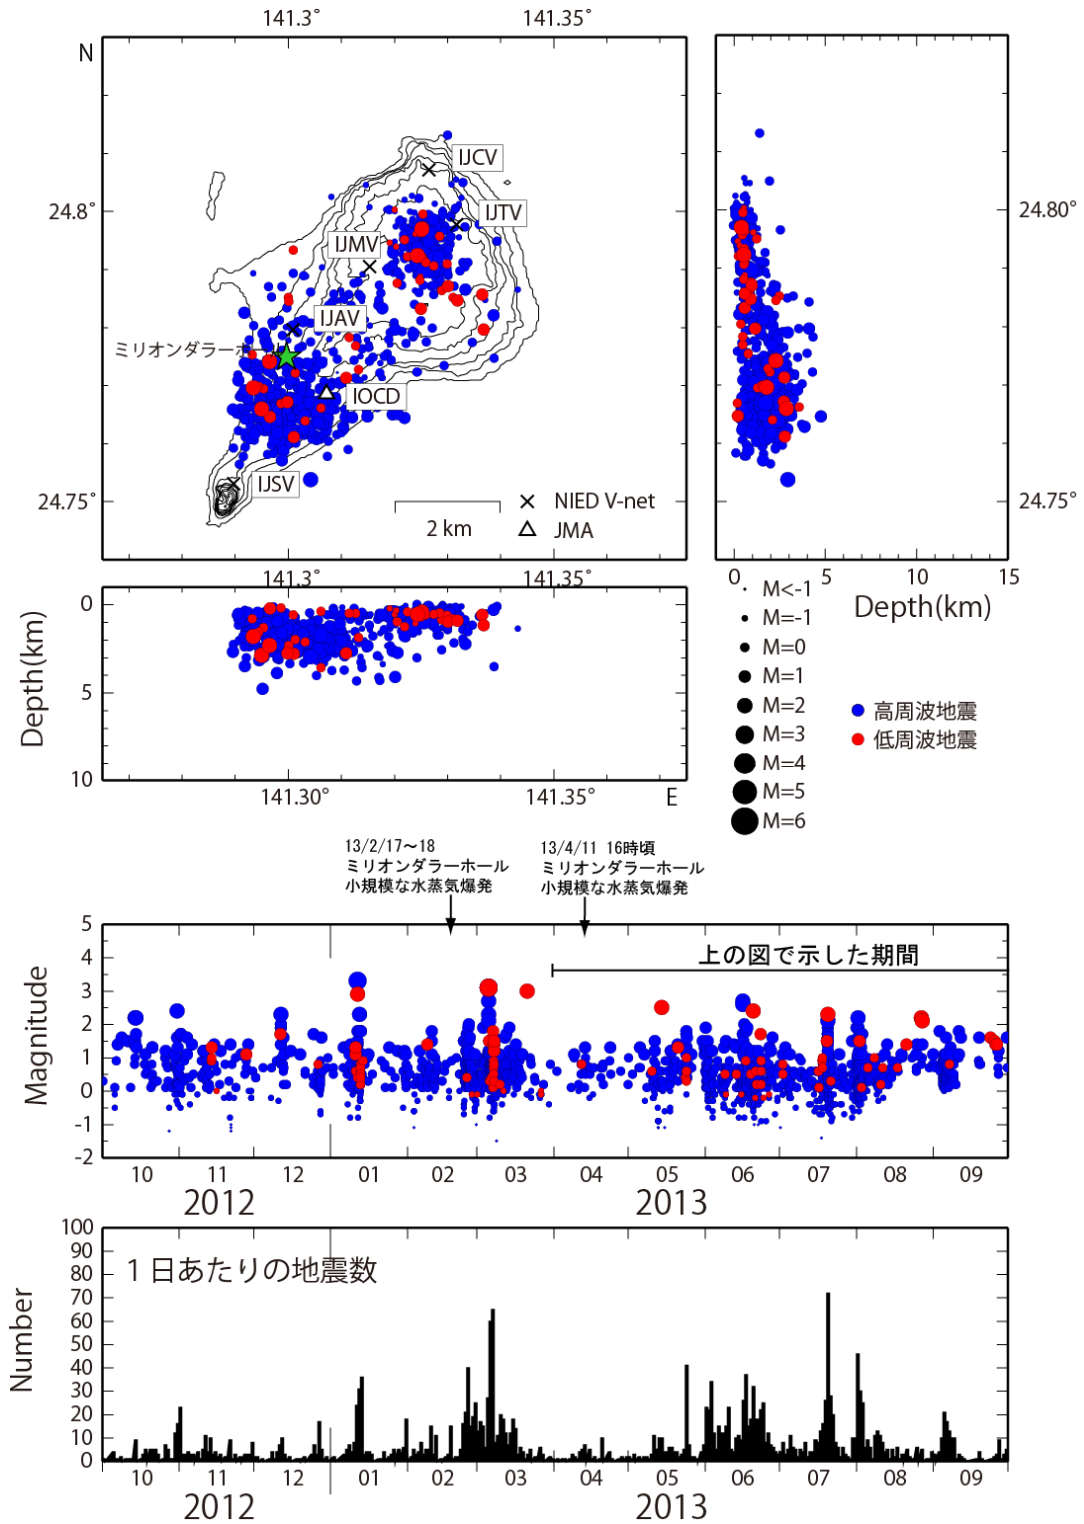 141.3°
141.35°
N
IJCV
24.8°
IJTV
24.80°
IJMV
IJAV
ミリオンダラーホー
IOCD
IJSV
24.75°
NIED V-net
2 km
JMA
24.75°
141.3°
141.35°
0
5
10
15
Depth(km)
M<-1
M=-1
M=0
M=1
M=2
M=3
M=4
M=5
M=6
高周波地震
低周波地震
Depth(km)
0
5
10
141.30°
141.35°
E
13/2/17～18
ミリオンダラーホール
小規模な水蒸気爆発
13/4/11 16時頃
ミリオンダラーホール
小規模な水蒸気爆発
上の図で示した期間
Magnitude
5
4
3
2
1
0
-1
-2
10
11
12
01
02
03
04
05
06
07
08
09
2012
2013
Number
100
90
80
70
60
50
40
30
20
10
0
１日あたりの地震数
10
11
12
01
02
03
04
05
06
07
08
09
2012
2013